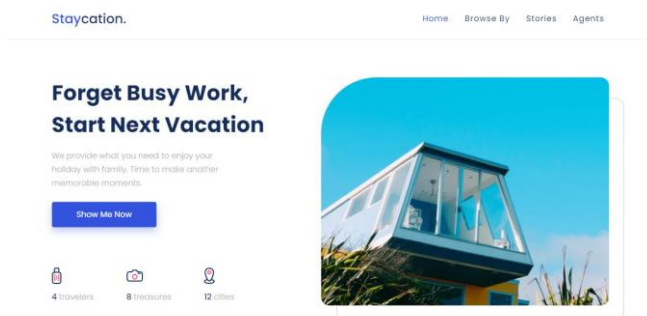 Staycation.
Home Browse By Stories Agents
Forget Busy Work,
Start Next Vacation
We provide what you need to enjoy your
holiday with family. Time to make another
memorable moments.
Show Me Now
4 travelers 8 treasures 12 cities